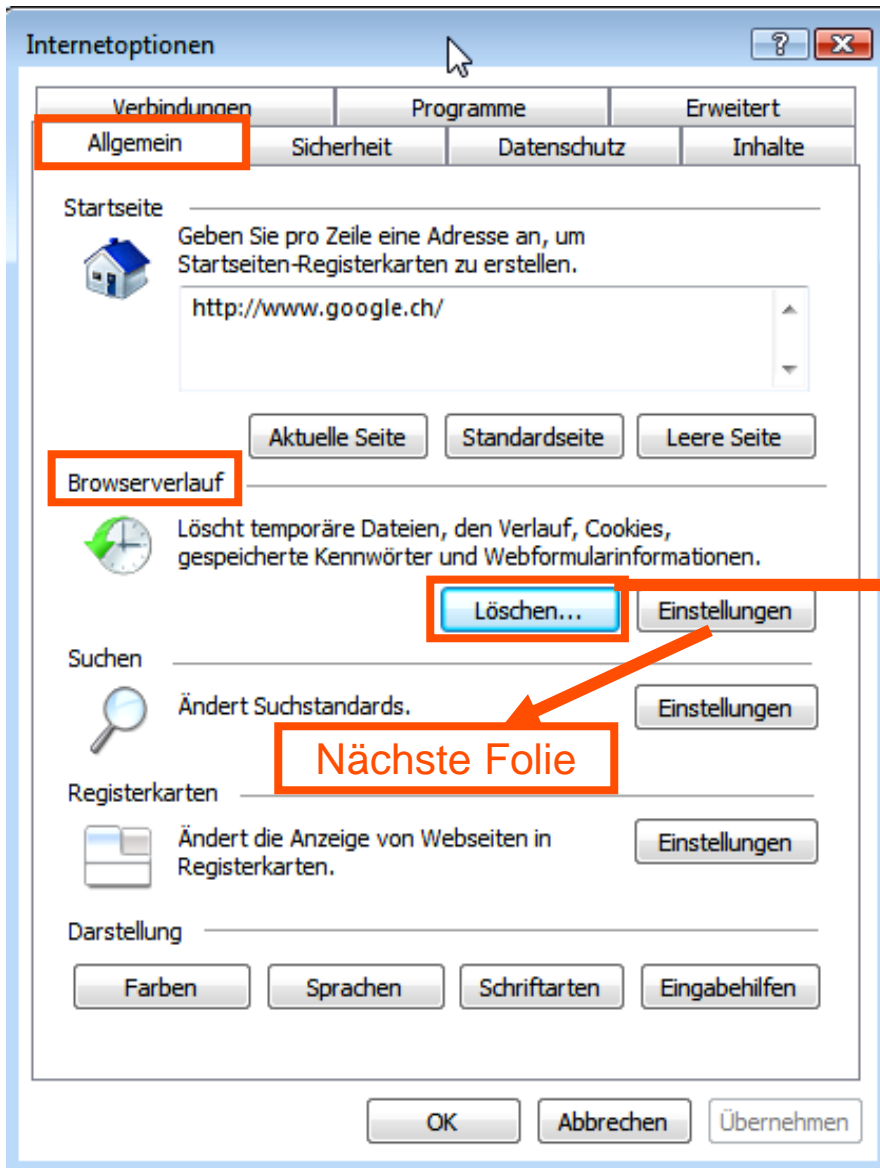 Internetoptionen
Verbindungen Programme Erweitert
Allgemein Sicherheit Datenschutz Inhalte
Startseite
Geben Sie pro Zeile eine Adresse an, um
Startseiten-Registerkarten zu erstellen.
http://www.google.ch/
Aktuelle Seite Standardseite Leere Seite
Browserverlauf
Löscht temporäre Dateien, den Verlauf, Cookies,
gespeicherte Kennwörter und Webformularinformationen.
Löschen... Einstellungen
Suchen
Ändert Suchstandards.
Einstellungen
Nächste Folie
Registerkarten
Ändert die Anzeige von Webseiten in
Registerkarten.
Einstellungen
Darstellung
Farben Sprachen Schriftarten Eingabehilfen
OK Abbrechen Übernehmen